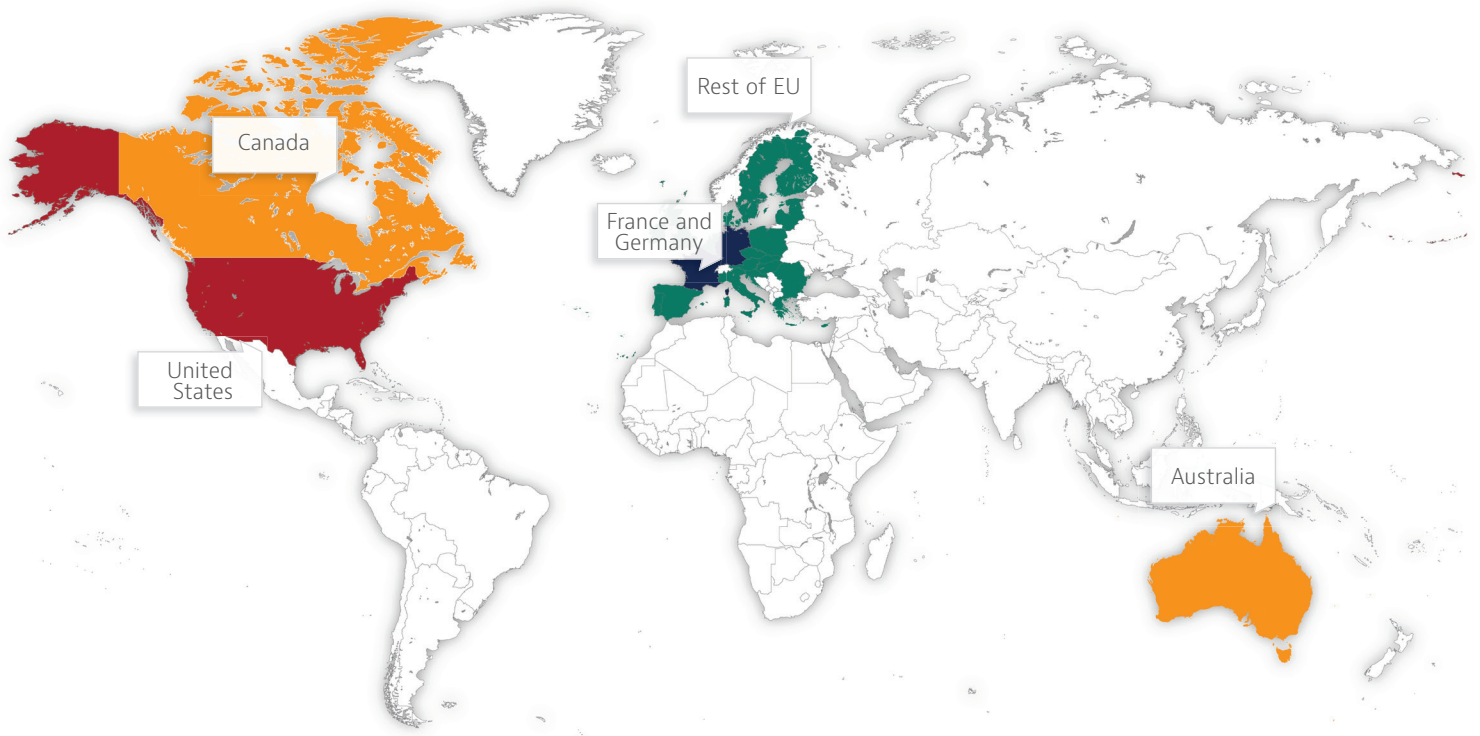 Rest of EU
Canada
France and
Germany
United
States
Australia